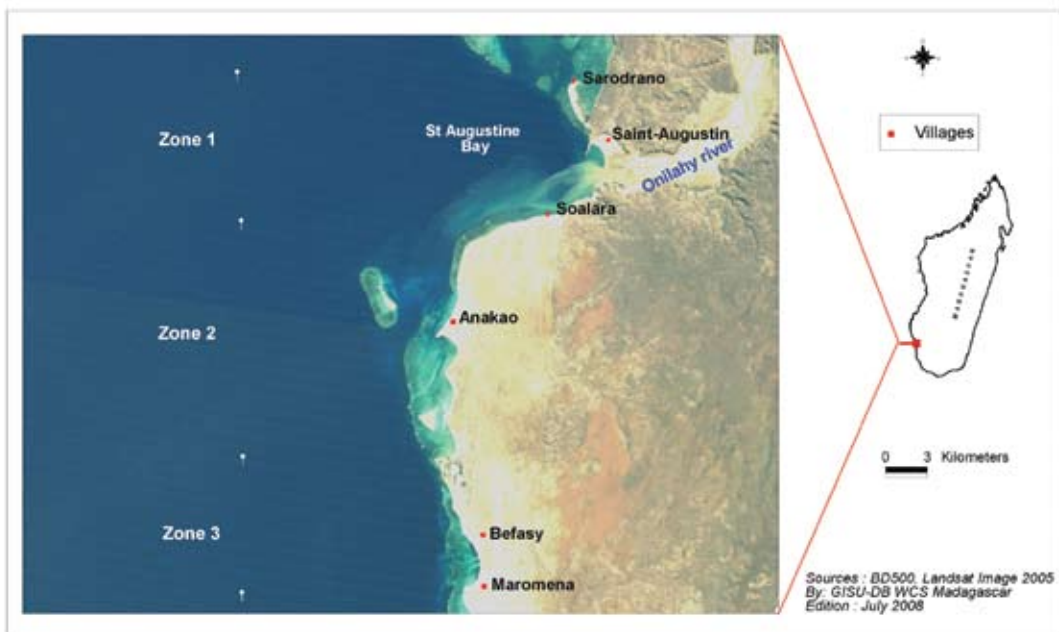 Sarodrano
Zone 1
St Augustine
Bay
Saint-Augustin
Onilahy river
Soalara
Anakao
Zone 2
Befasy
Zone 3
Maromena
Villages
MADAGASCAR
0 3 Kilometers
Sources : BD500, Landsat Image 2005
By: GISU-DB WCS Madagascar
Edition : July 2008